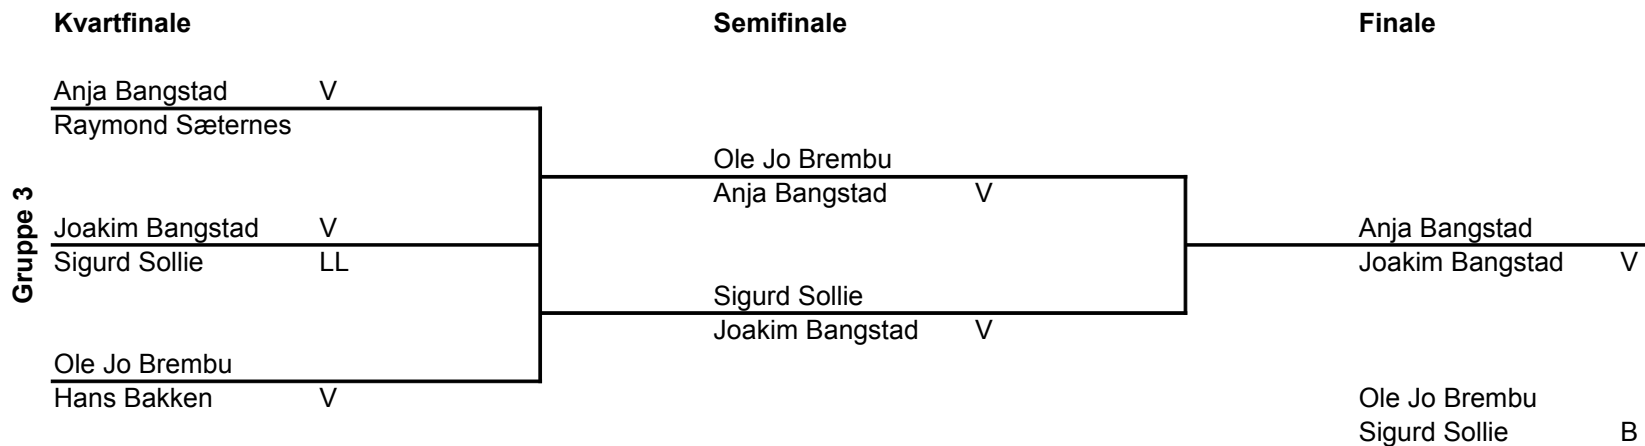 Kvartfinale Semifinale Finale
Anja Bangstad V
Raymond Sæternes
Ole Jo Brembu
Anja Bangstad V
Gruppe 3
Joakim Bangstad V Anja Bangstad
Sigurd Sollie LL Joakim Bangstad V
Sigurd Sollie
Joakim Bangstad V
Ole Jo Brembu
Hans Bakken V Ole Jo Brembu
Sigurd Sollie B